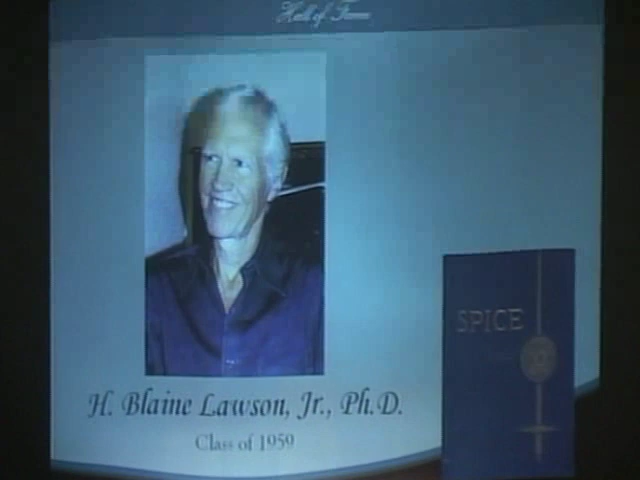 Hall of Fame
SPICE
H. Blaine Lawson, Jr., Ph.D.
Class of 1959